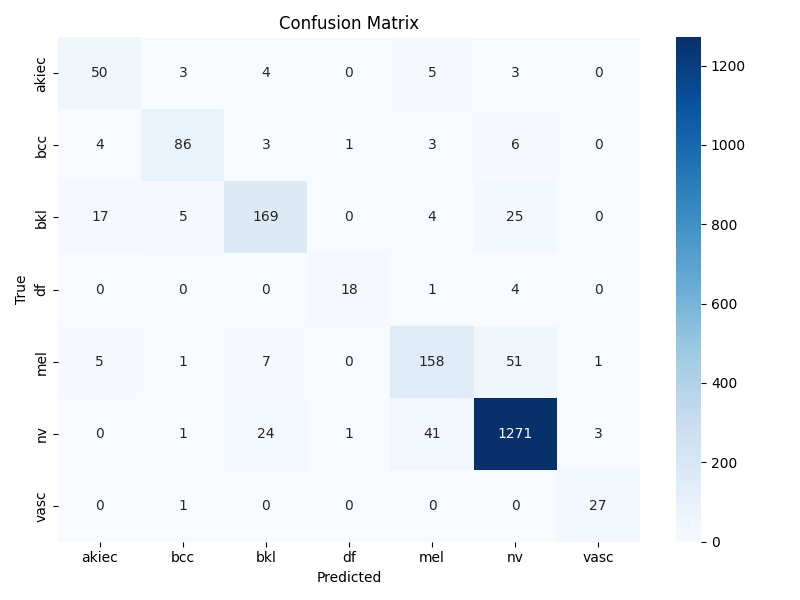 Confusion Matrix
akiec 50 3 4 0 5 3 0
bcc 4 86 3 1 3 6 0
bkl 17 5 169 0 4 25 0
df 0 0 0 18 1 4 0
mel 5 1 7 0 158 51 1
nv 0 1 24 1 41 1271 3
vasc 0 1 0 0 0 0 27
akiec bcc bkl df mel nv vasc
True
Predicted
1200
1000
800
600
400
200
0